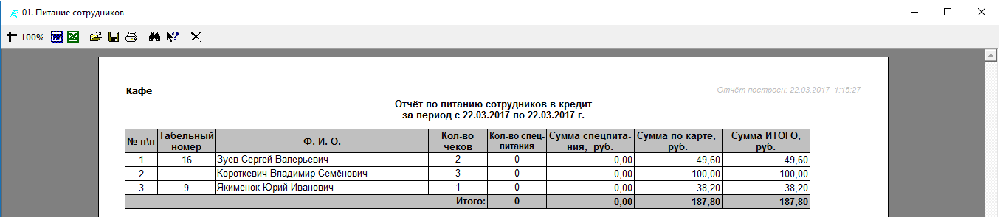 01. Питание сотрудников
100%
Кафе
Отчёт построен: 22.03.2017 1:15:27
Отчёт по питанию сотрудников в кредит
за период с 22.03.2017 по 22.03.2017 г.
№ п\п Табельный номер Ф. И. О. Кол-во чеков Кол-во спец-питания Сумма спецпита-ния, руб. Сумма по карте, руб. Сумма ИТОГО, руб.
1 16 Зуев Сергей Валерьевич 2 0 0,00 49,60 49,60
2 Короткевич Владимир Семёнович 3 0 0,00 100,00 100,00
3 9 Якименок Юрий Иванович 1 0 0,00 38,20 38,20
Итого: 0 0,00 187,80 187,80